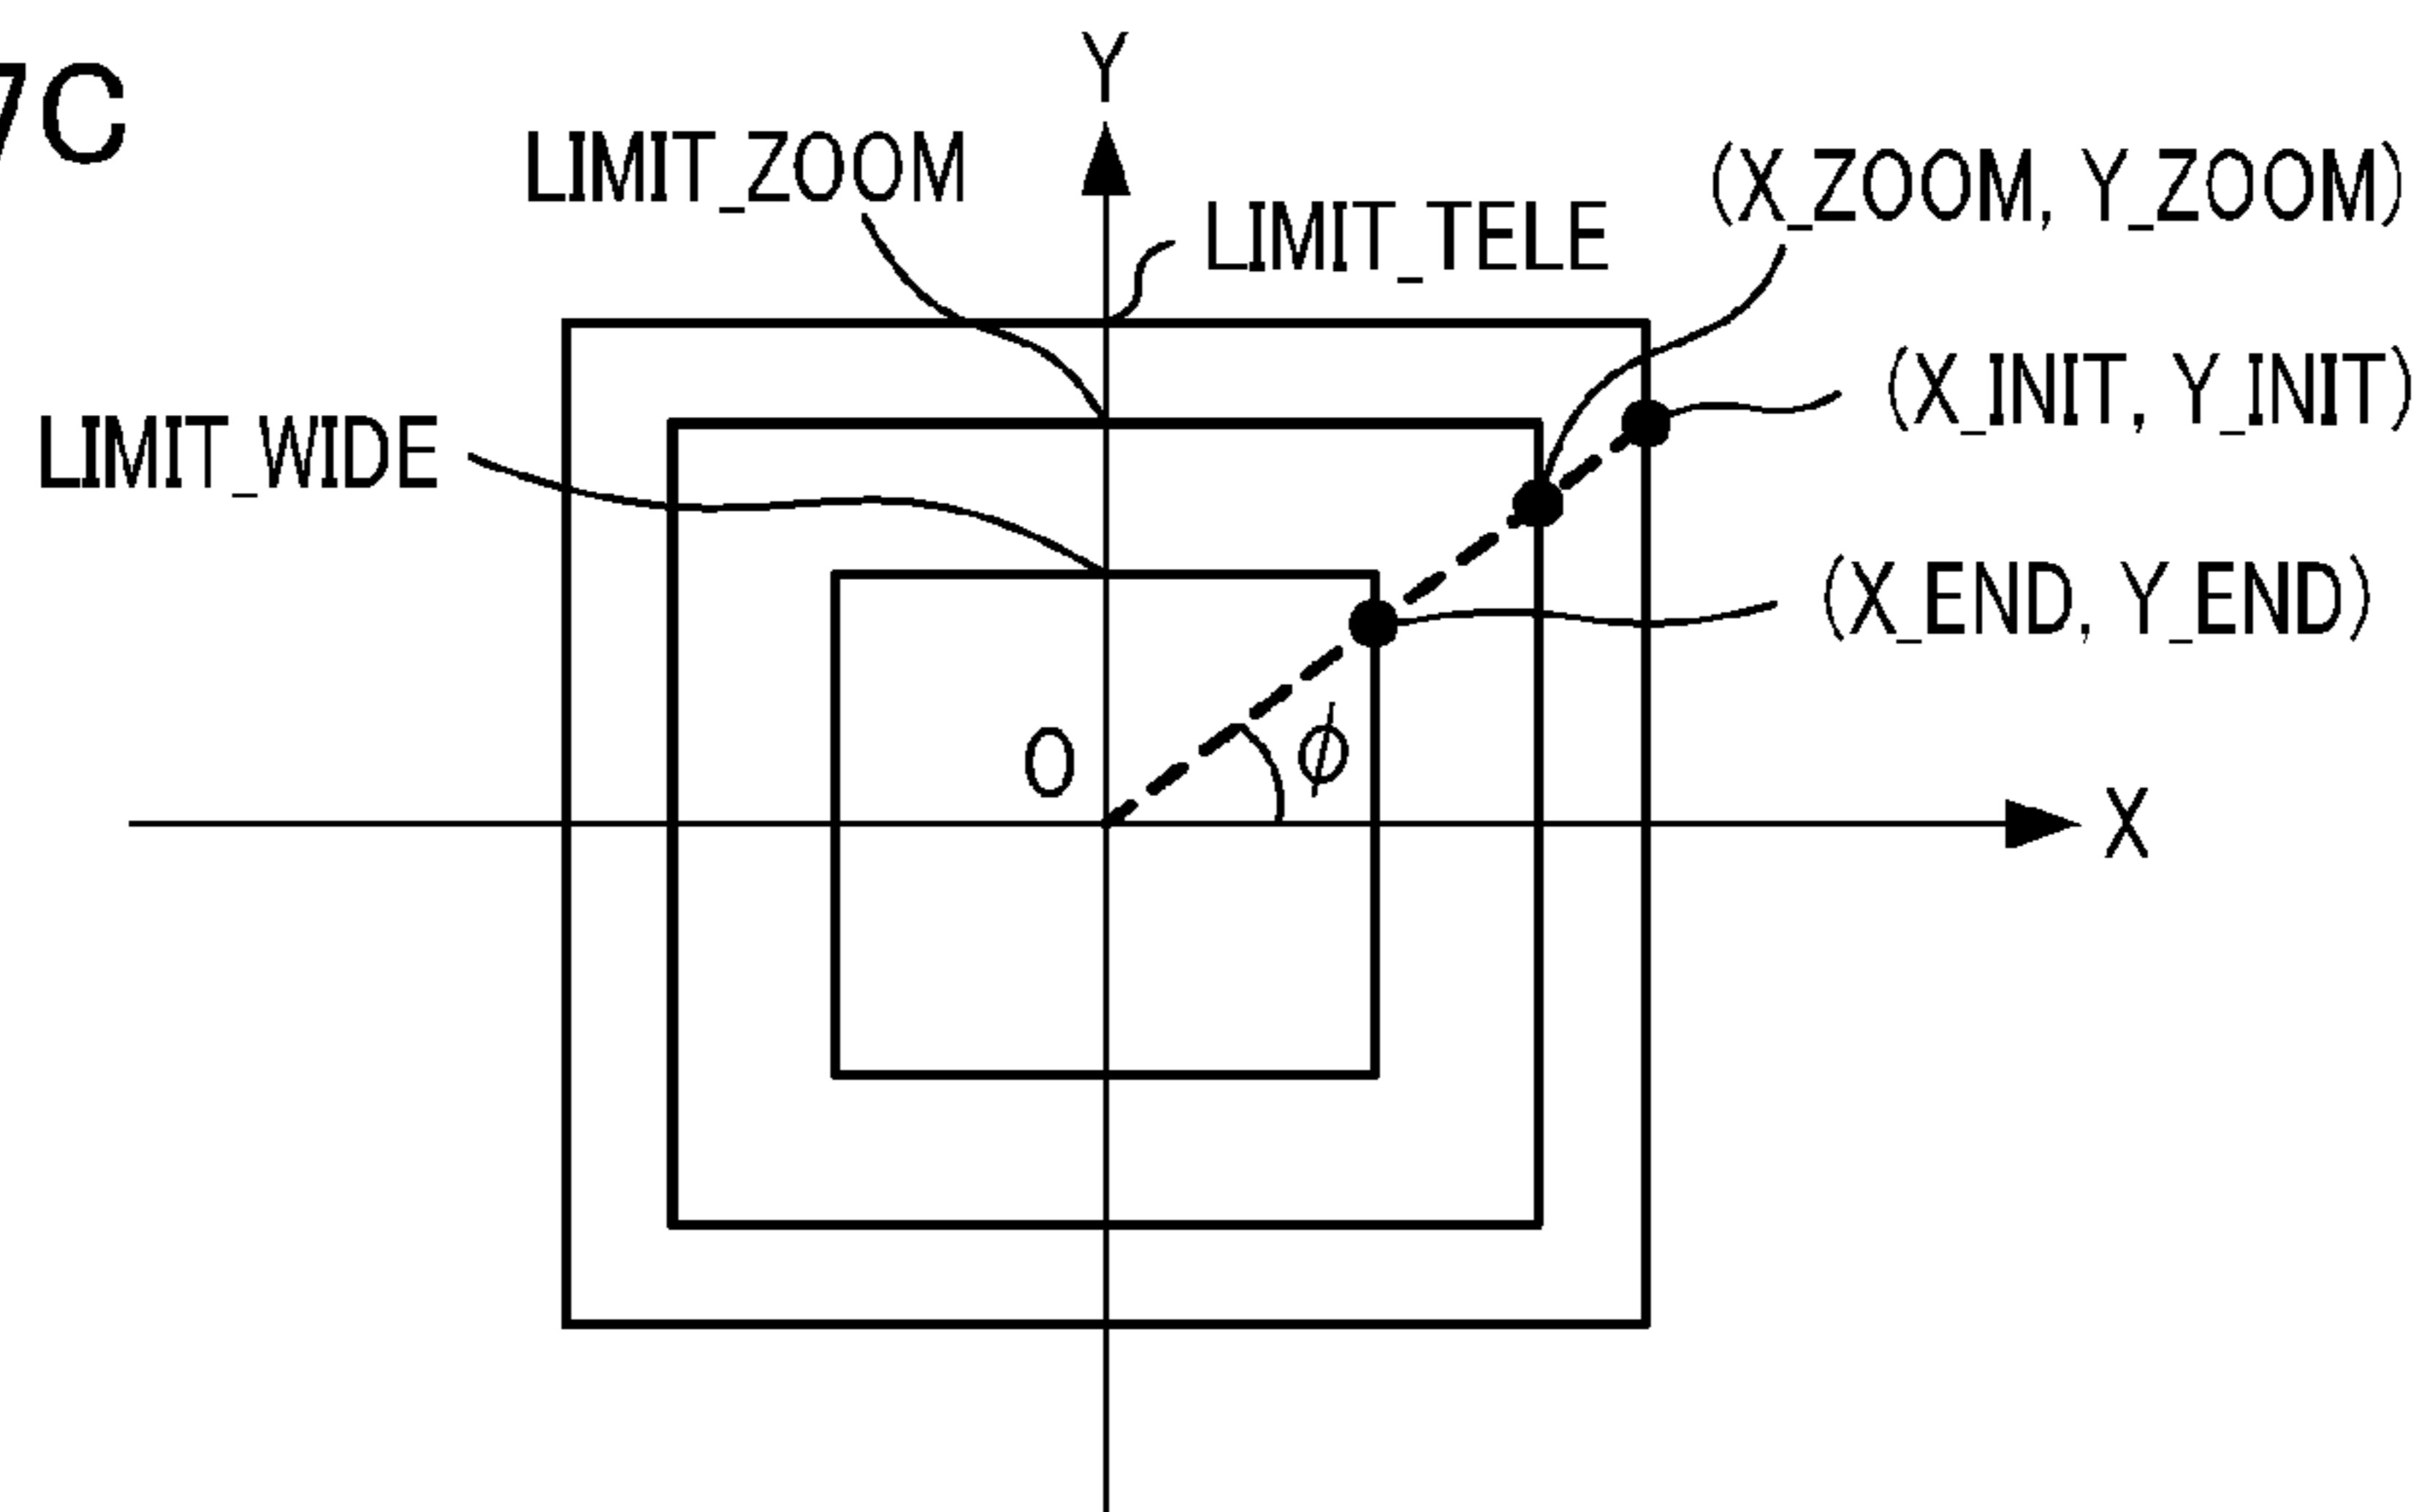 7C
Y
LIMIT_ZOOM
(X_ZOOM, Y_ZOOM)
LIMIT_TELE
(X_INIT, Y_INIT)
LIMIT_WIDE
(X_END, Y_END)
O
φ
X